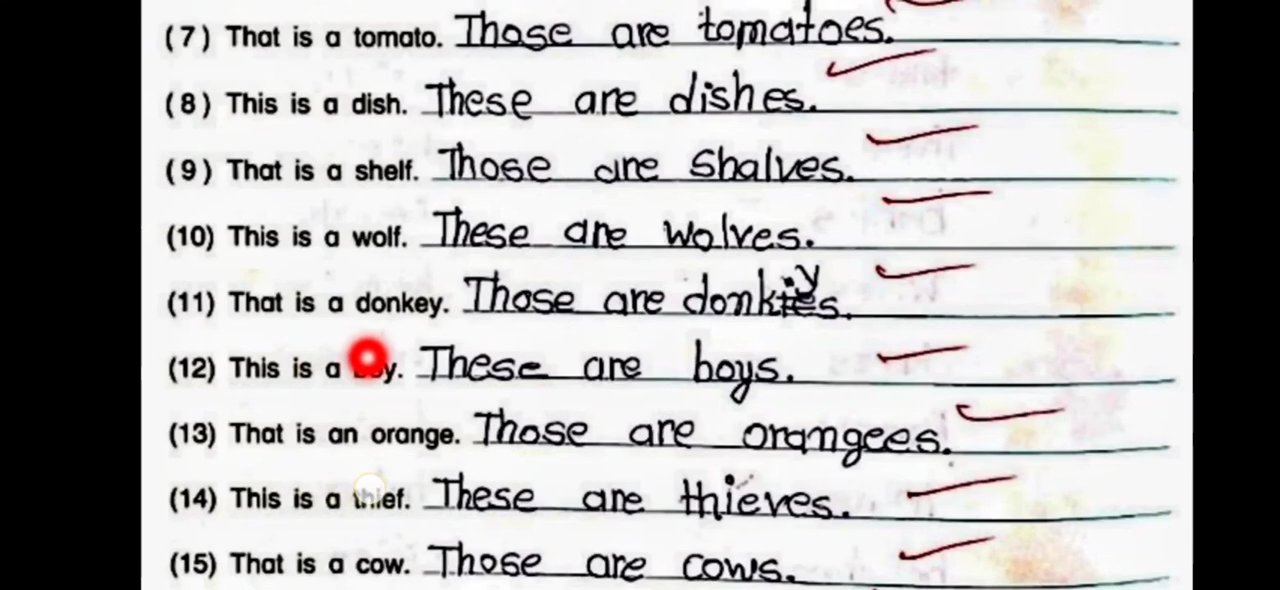 (7) That is a tomato. Those are tomatoes.
(8) This is a dish. These are dishes.
(9) That is a shelf. Those are shalves.
(10) This is a wolf. These are wolves.
(11) That is a donkey. Those are donkeys.
(12) This is a boy. These are boys.
(13) That is an orange. Those are orangees.
(14) This is a thief. These are thieves.
(15) That is a cow. Those are cows.